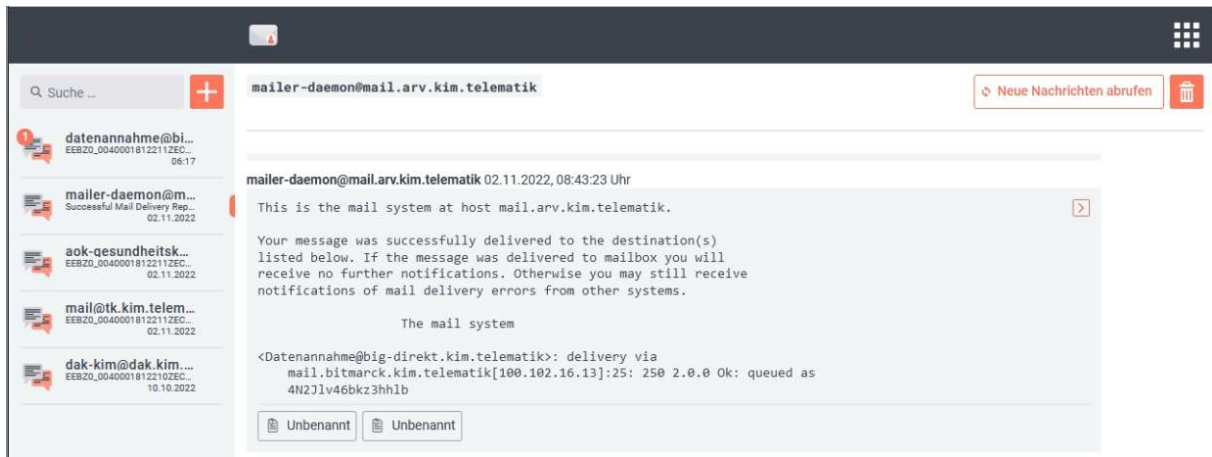 Suche ...
mailer-daemon@mail.arv.kim.telematik
Neue Nachrichten abrufen
1
datenannahme@bi...
EEBZ0_0040001812211ZEC...
06:17
mailer-daemon@m...
Successful Mail Delivery Rep...
02.11.2022
aok-gesundheitsk...
EEBZ0_0040001812211ZEC...
02.11.2022
mail@tk.kim.telem...
EEBZ0_0040001812211ZEC...
02.11.2022
dak-kim@dak.kim....
EEBZ0_0040001812210ZEC...
10.10.2022
mailer-daemon@mail.arv.kim.telematik 02.11.2022, 08:43:23 Uhr
This is the mail system at host mail.arv.kim.telematik.
Your message was successfully delivered to the destination(s)
listed below. If the message was delivered to mailbox you will
receive no further notifications. Otherwise you may still receive
notifications of mail delivery errors from other systems.
The mail system
<Datenannahme@big-direkt.kim.telematik>: delivery via
mail.bitmarck.kim.telematik[100.102.16.13]:25: 250 2.0.0 Ok: queued as
4N2Jlv46bkz3hhlb
Unbenannt
Unbenannt